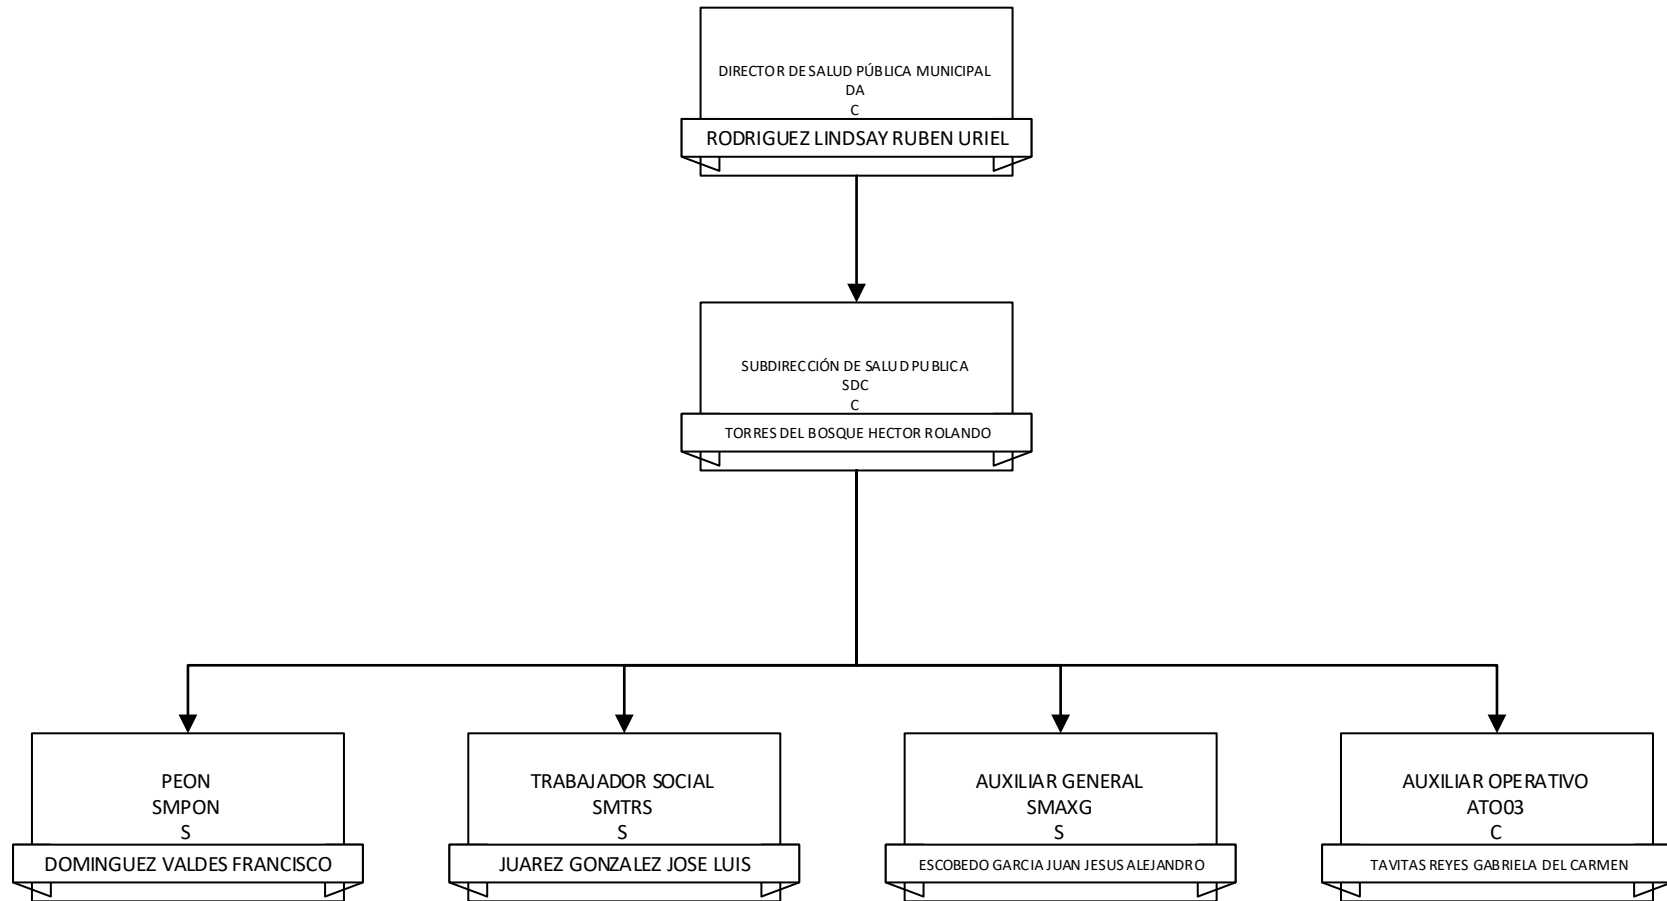 DIRECTOR DE SALUD PÚBLICA MUNICIPAL
DA
C
RODRIGUEZ LINDSAY RUBEN URIEL
SUBDIRECCIÓN DE SALUD PUBLICA
SDC
C
TORRES DEL BOSQUE HECTOR ROLANDO
PEON
SMPON
S
DOMINGUEZ VALDES FRANCISCO
TRABAJADOR SOCIAL
SMTRS
S
JUAREZ GONZALEZ JOSE LUIS
AUXILIAR GENERAL
SMAXG
S
ESCOBEDO GARCIA JUAN JESUS ALEJANDRO
AUXILIAR OPERATIVO
ATO03
C
TAVITAS REYES GABRIELA DEL CARMEN